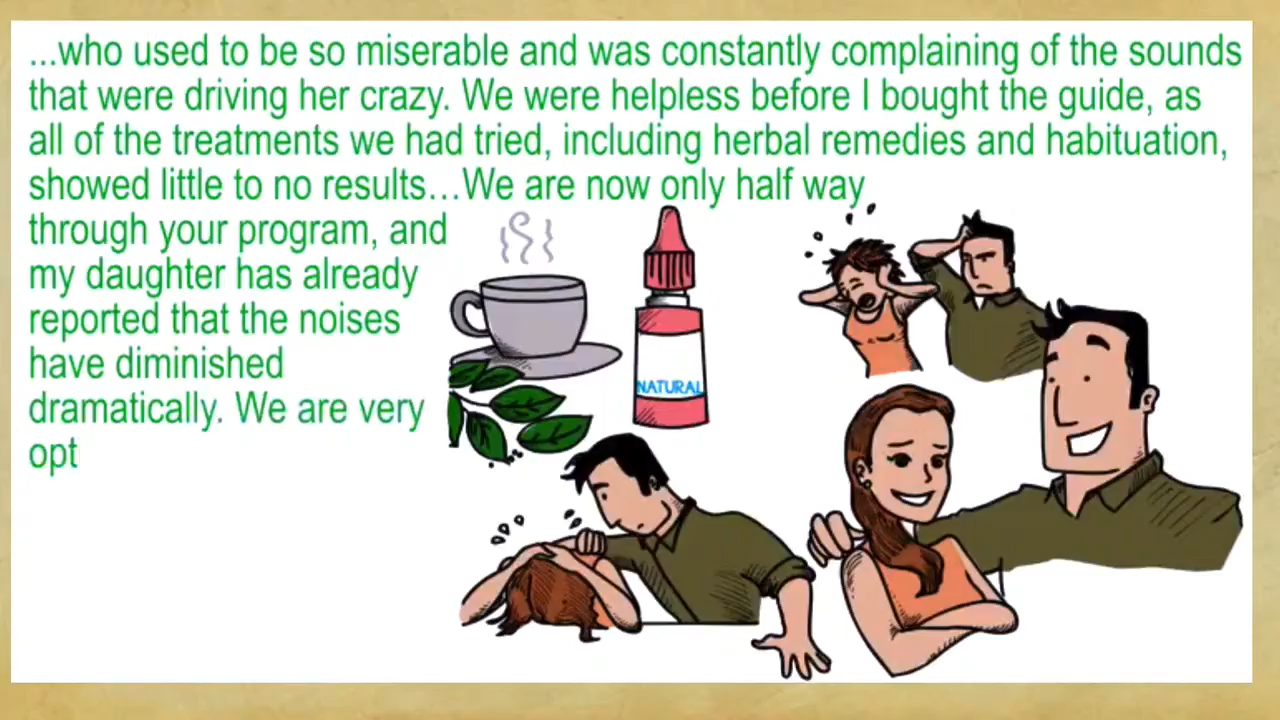 ...who used to be so miserable and was constantly complaining of the sounds
that were driving her crazy. We were helpless before I bought the guide, as
all of the treatments we had tried, including herbal remedies and habituation,
showed little to no results...We are now only half way
through your program, and
my daughter has already
reported that the noises
have diminished
dramatically. We are very
opt
NATURAL